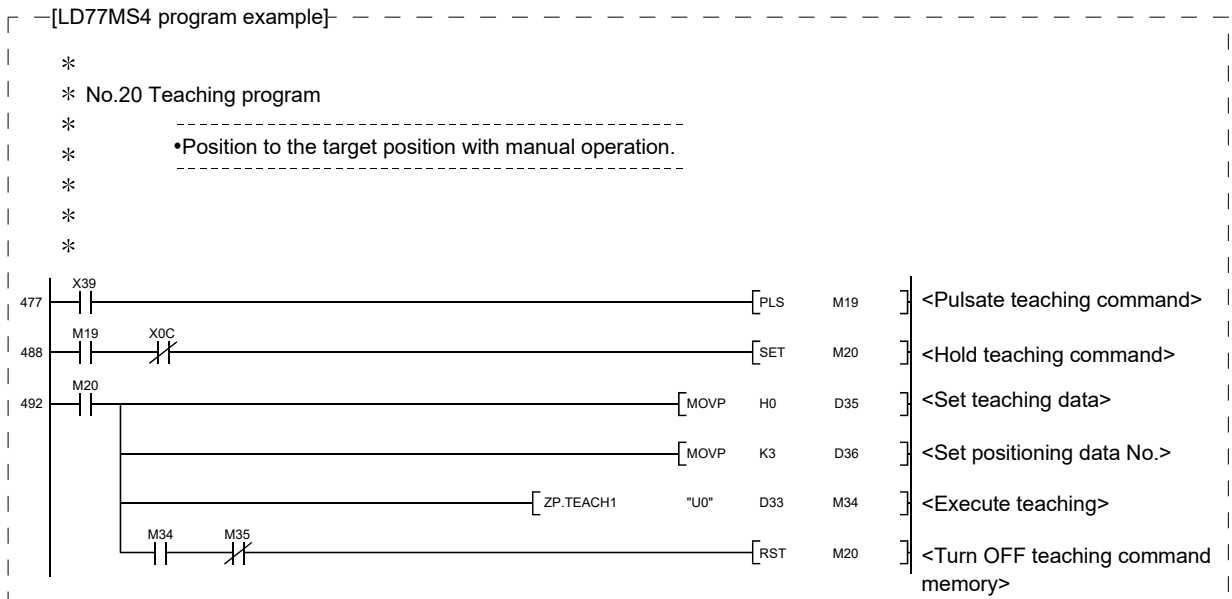 [LD77MS4 program example]
*
* No.20 Teaching program
*
* •Position to the target position with manual operation.
*
*
*
X39
477 PLS M19 <Pulsate teaching command>
M19 X0C
488 SET M20 <Hold teaching command>
M20
492 MOVP H0 D35 <Set teaching data>
MOVP K3 D36 <Set positioning data No.>
ZP.TEACH1 "U0" D33 M34 <Execute teaching>
M34 M35
RST M20 <Turn OFF teaching command
memory>